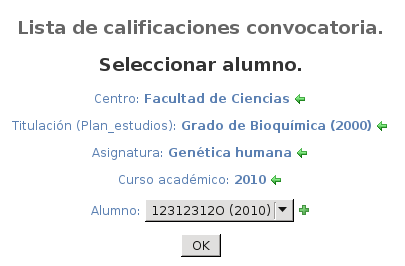 Lista de calificaciones convocatoria.
Seleccionar alumno.
Centro: Facultad de Ciencias
Titulación (Plan_estudios): Grado de Bioquímica (2000)
Asignatura: Genética humana
Curso académico: 2010
Alumno: 12312312O (2010)
OK